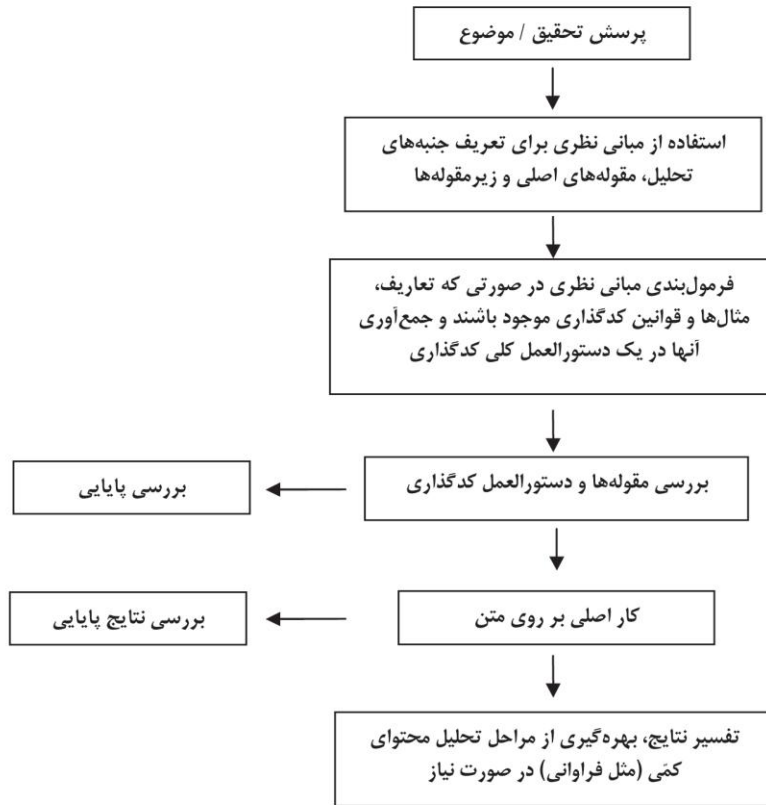 پرسش تحقیق / موضوع
استفاده از مبانی نظری برای تعریف جنبه‌های
تحلیل، مقوله‌های اصلی و زیرمقوله‌ها
فرمول‌بندی مبانی نظری در صورتی که تعاریف،
مثال‌ها و قوانین کدگذاری موجود باشند و جمع‌آوری
آنها در یک دستورالعمل کلی کدگذاری
بررسی مقوله‌ها و دستورالعمل کدگذاری
بررسی پایایی
کار اصلی بر روی متن
بررسی نتایج پایایی
تفسیر نتایج، بهره‌گیری از مراحل تحلیل محتوای
کمّی (مثل فراوانی) در صورت نیاز